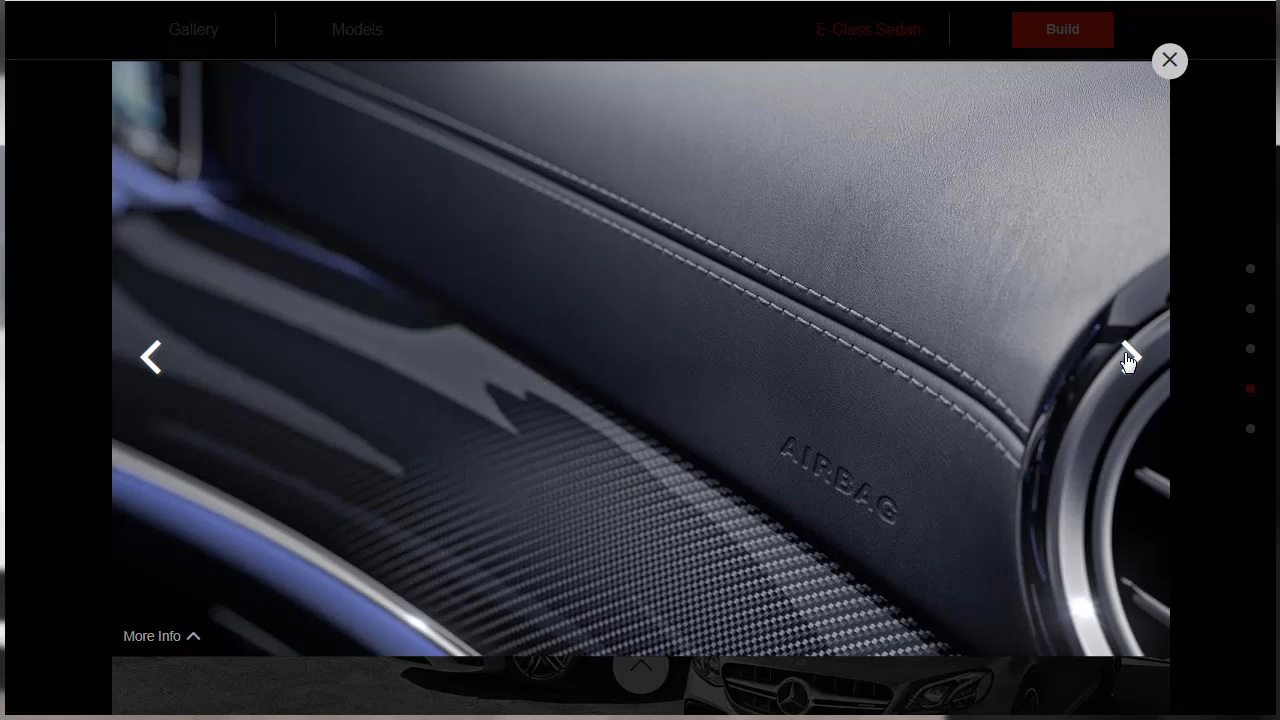 Gallery
Models
E-Class Sedan
Build
AIRBAG
More Info